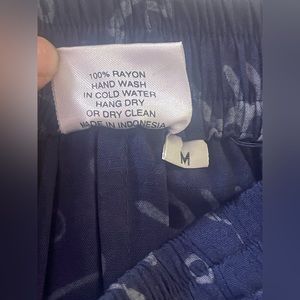 100% RAYON
HAND WASH
IN COLD WATER
HANG DRY
OR DRY CLEAN
MADE IN INDONESIA
M